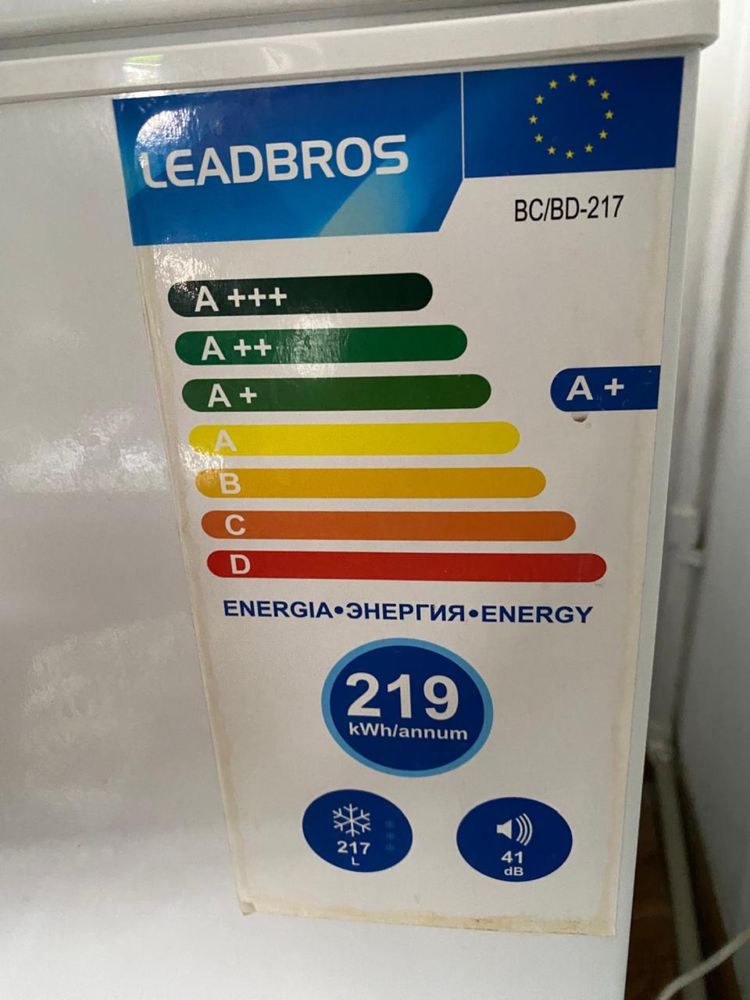 LEADBROS
BC/BD-217
A +++
A ++
A +
A +
A
B
C
D
ENERGIA•ЭНЕРГИЯ•ENERGY
219
kWh/annum
217
L
41
dB